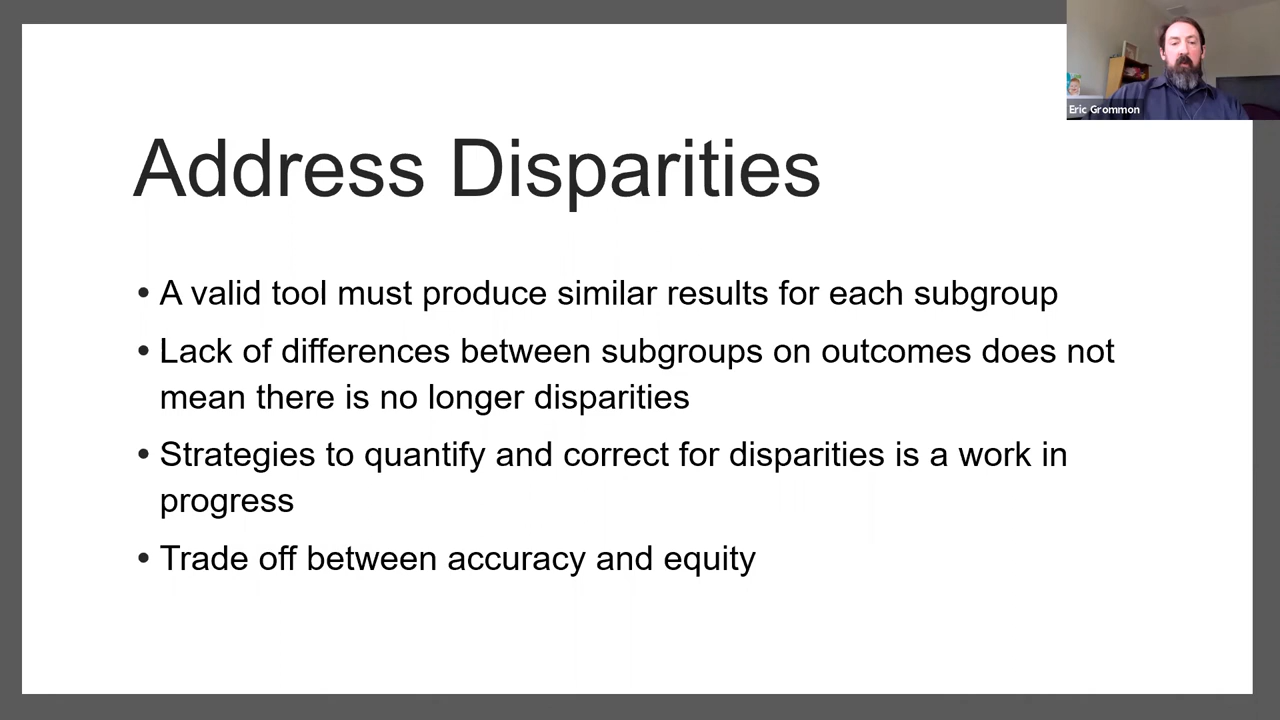 Eric Grommon
Address Disparities
• A valid tool must produce similar results for each subgroup
• Lack of differences between subgroups on outcomes does not
mean there is no longer disparities
• Strategies to quantify and correct for disparities is a work in
progress
• Trade off between accuracy and equity